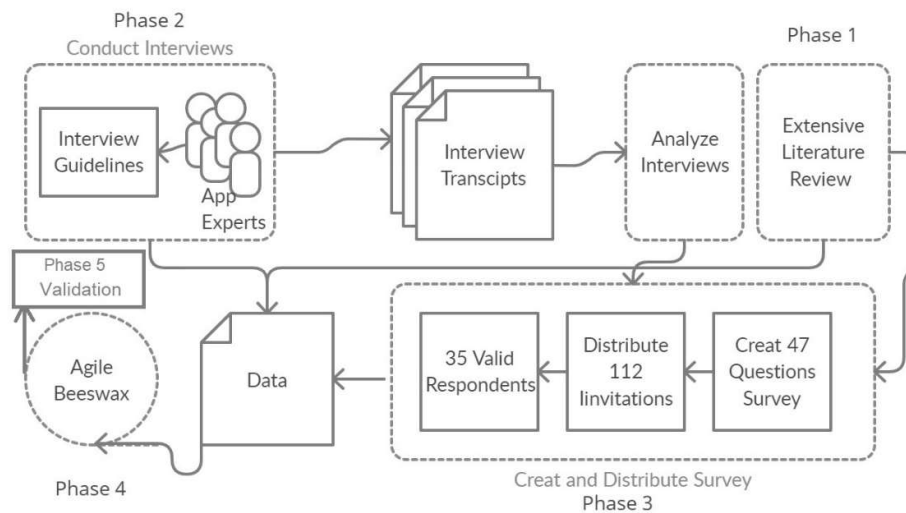 Phase 2
Conduct Interviews
Phase 1
Interview
Guidelines
App
Experts
Interview
Transcipts
Analyze
Interviews
Extensive
Literature
Review
Phase 5
Validation
Agile
Beeswax
Data
35 Valid
Respondents
Distribute
112
Iinvitations
Creat 47
Questions
Survey
Phase 4
Creat and Distribute Survey
Phase 3